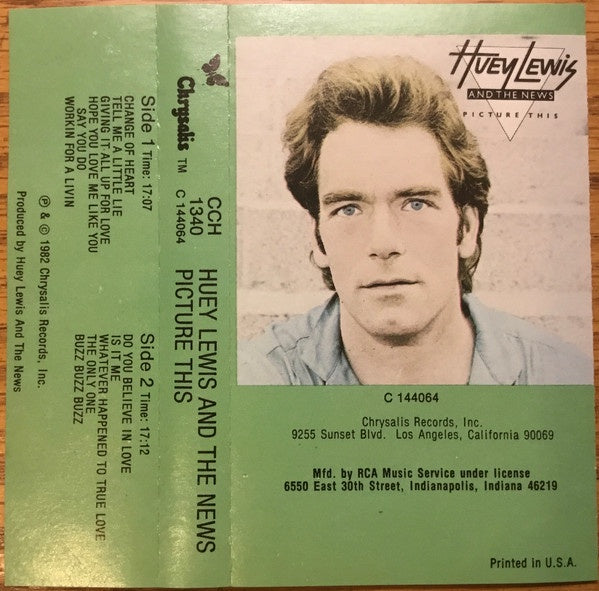 HUEY LEWIS
AND THE NEWS
PICTURE THIS
C 144064
Chrysalis Records, Inc.
9255 Sunset Blvd. Los Angeles, California 90069
Mfd. by RCA Music Service under license
6550 East 30th Street, Indianapolis, Indiana 46219
Printed in U.S.A.
Chrysalis TM
CCH
1340
C 144064
HUEY LEWIS AND THE NEWS
PICTURE THIS
Side 1 Time: 17:07
CHANGE OF HEART
TELL ME A LITTLE LIE
GIVING IT ALL UP FOR LOVE
HOPE YOU LOVE ME LIKE YOU
SAY YOU DO
WORKIN FOR A LIVIN
Side 2 Time: 17:12
DO YOU BELIEVE IN LOVE
IS IT ME
WHATEVER HAPPENED TO TRUE LOVE
THE ONLY ONE
BUZZ BUZZ BUZZ
℗ & © 1982 Chrysalis Records, Inc.
Produced by Huey Lewis And The News